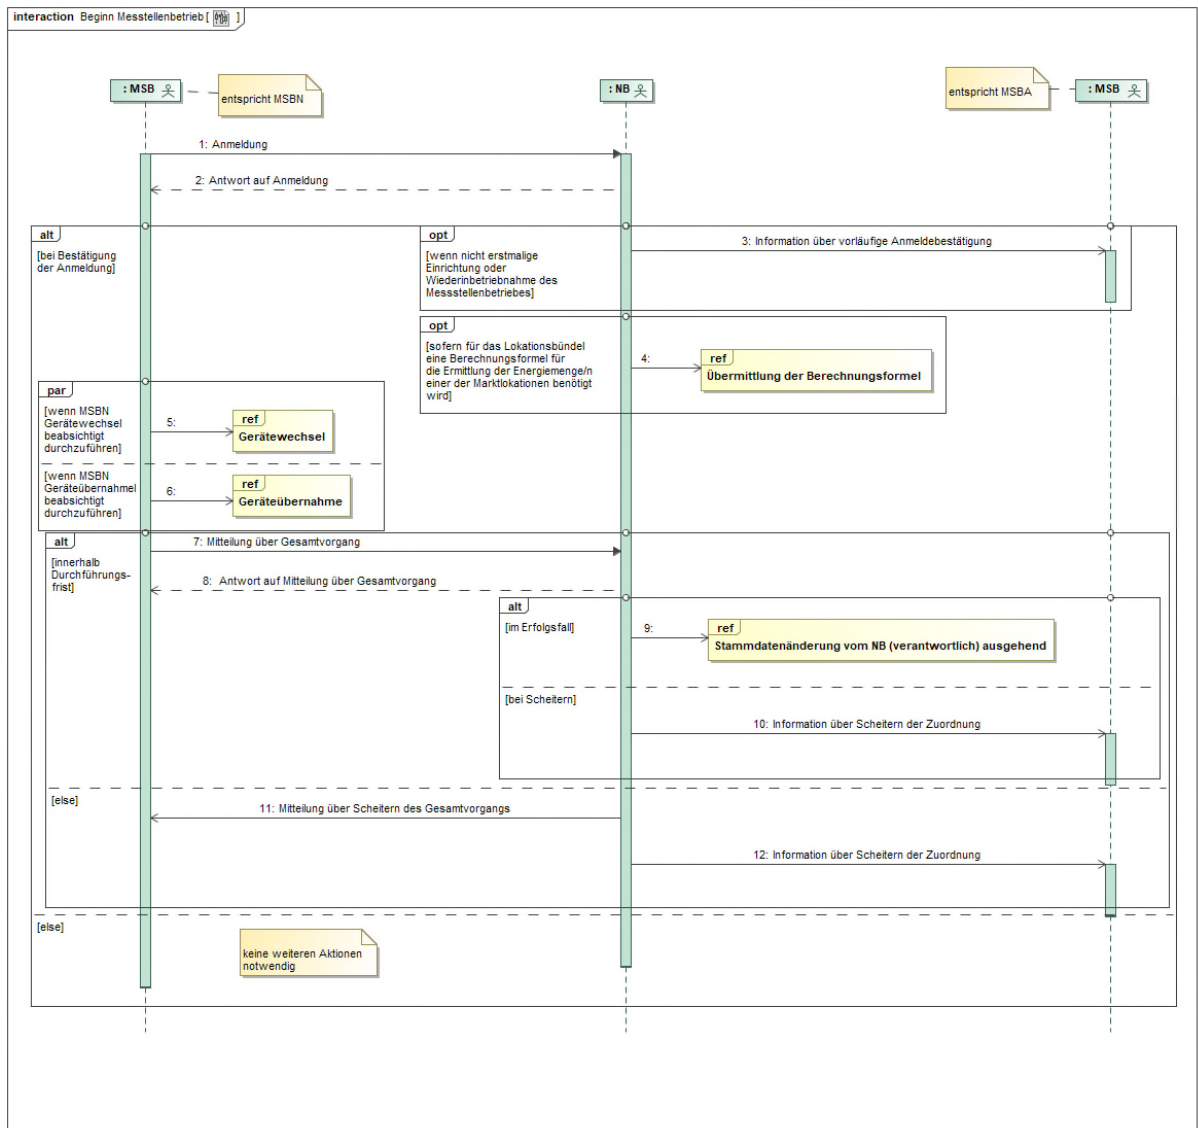 interaction Beginn Messtellenbetrieb [ ]
: MSB
entspricht MSBN
: NB
entspricht MSBA
: MSB
1: Anmeldung
2: Antwort auf Anmeldung
alt
[bei Bestätigung
der Anmeldung]
opt
[wenn nicht erstmalige
Einrichtung oder
Wiederinbetriebnahme des
Messstellenbetriebes]
3: Information über vorläufige Anmeldebestätigung
opt
[sofern für das Lokationsbündel
eine Berechnungsformel für
die Ermittlung der Energiemenge/n
einer der Marktlokationen benötigt
wird]
4:
ref
Übermittlung der Berechnungsformel
par
[wenn MSBN
Gerätewechsel
beabsichtigt
durchzuführen]
5:
ref
Gerätewechsel
[wenn MSBN
Geräteübernahmel
beabsichtigt
durchzuführen]
6:
ref
Geräteübernahme
alt
[innerhalb
Durchführungs-
frist]
7: Mitteilung über Gesamtvorgang
8: Antwort auf Mitteilung über Gesamtvorgang
alt
[im Erfolgsfall]
9:
ref
Stammdatenänderung vom NB (verantwortlich) ausgehend
[bei Scheitern]
10: Information über Scheitern der Zuordnung
[else]
11: Mitteilung über Scheitern des Gesamtvorgangs
12: Information über Scheitern der Zuordnung
[else]
keine weiteren Aktionen
notwendig